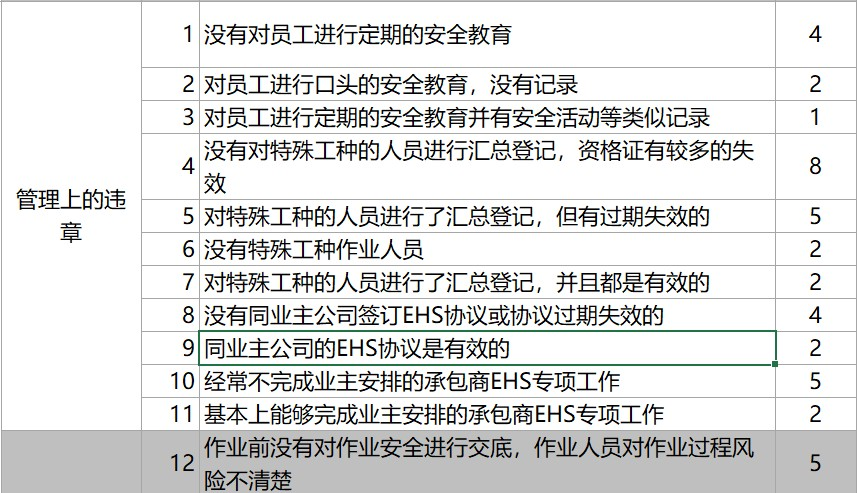 管理上的违
章
1 没有对员工进行定期的安全教育 4
2 对员工进行口头的安全教育，没有记录 2
3 对员工进行定期的安全教育并有安全活动等类似记录 1
4 没有对特殊工种的人员进行汇总登记，资格证有较多的失
效 8
5 对特殊工种的人员进行了汇总登记，但有过期失效的 5
6 没有特殊工种作业人员 2
7 对特殊工种的人员进行了汇总登记，并且都是有效的 2
8 没有同业主公司签订EHS协议或协议过期失效的 4
9 同业主公司的EHS协议是有效的 2
10 经常不完成业主安排的承包商EHS专项工作 5
11 基本上能够完成业主安排的承包商EHS专项工作 2
12 作业前没有对作业安全进行交底，作业人员对作业过程风
险不清楚 5